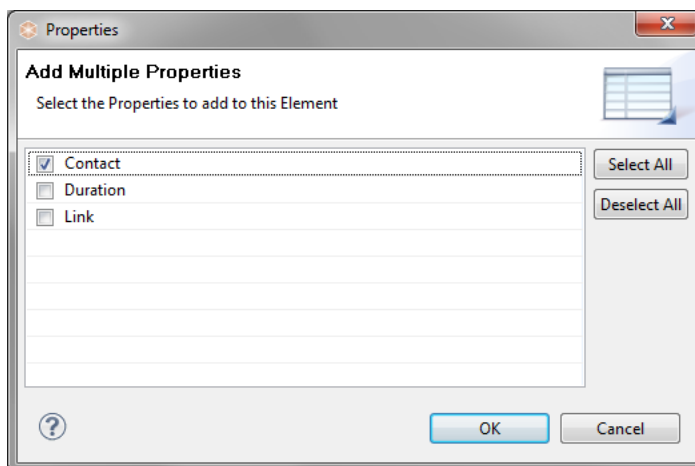 Properties
Add Multiple Properties
Select the Properties to add to this Element
Contact
Select All
Duration
Deselect All
Link
?
OK
Cancel